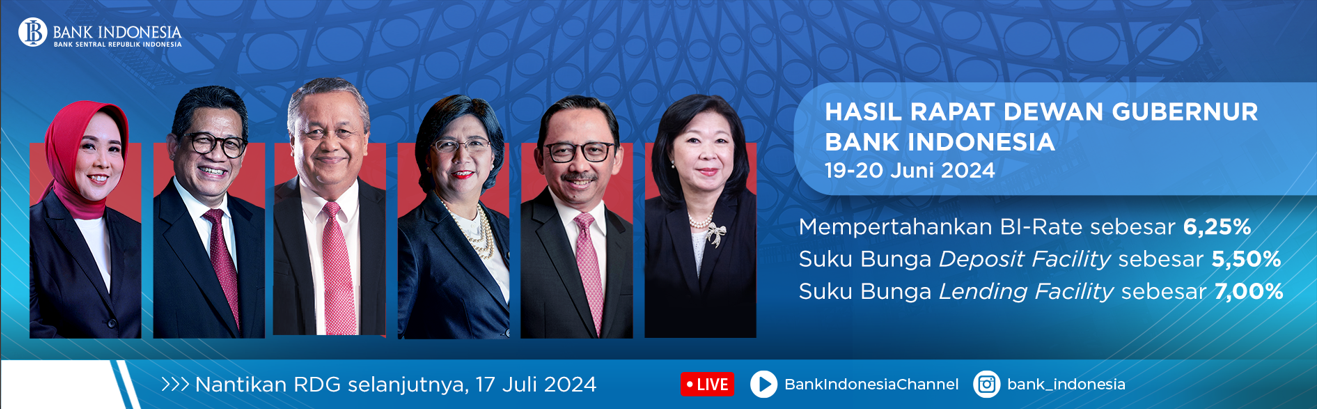 BANK INDONESIA
BANK SENTRAL REPUBLIK INDONESIA
HASIL RAPAT DEWAN GUBERNUR
BANK INDONESIA
19-20 Juni 2024
Mempertahankan BI-Rate sebesar 6,25%
Suku Bunga Deposit Facility sebesar 5,50%
Suku Bunga Lending Facility sebesar 7,00%
>>> Nantikan RDG selanjutnya, 17 Juli 2024
• LIVE
BankIndonesiaChannel
bank_indonesia